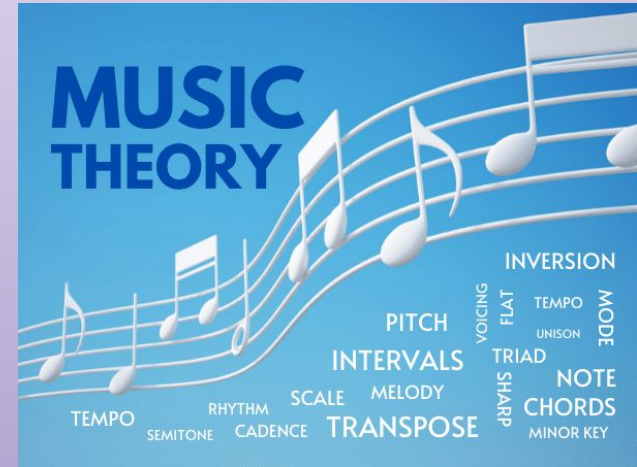 MUSIC
THEORY
INVERSION
VOICING
FLAT
TEMPO
MODE
PITCH
UNISON
INTERVALS
TRIAD
SHARP
NOTE
SCALE
MELODY
CHORDS
TEMPO
RHYTHM
SEMITONE
CADENCE
TRANSPOSE
MINOR KEY